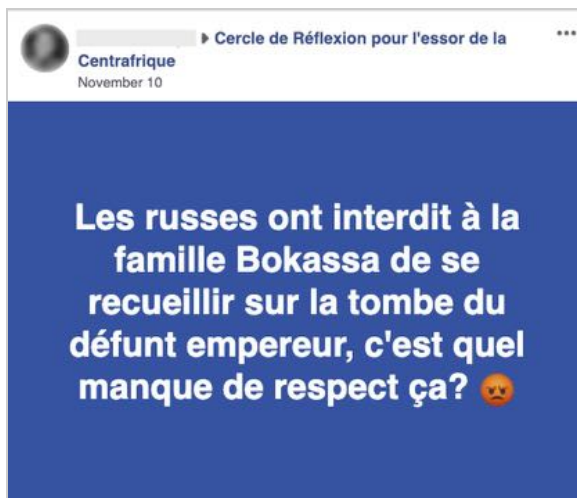 ▶ Cercle de Réflexion pour l'essor de la
Centrafrique
November 10
Les russes ont interdit à la
famille Bokassa de se
recueillir sur la tombe du
défunt empereur, c'est quel
manque de respect ça? 😡